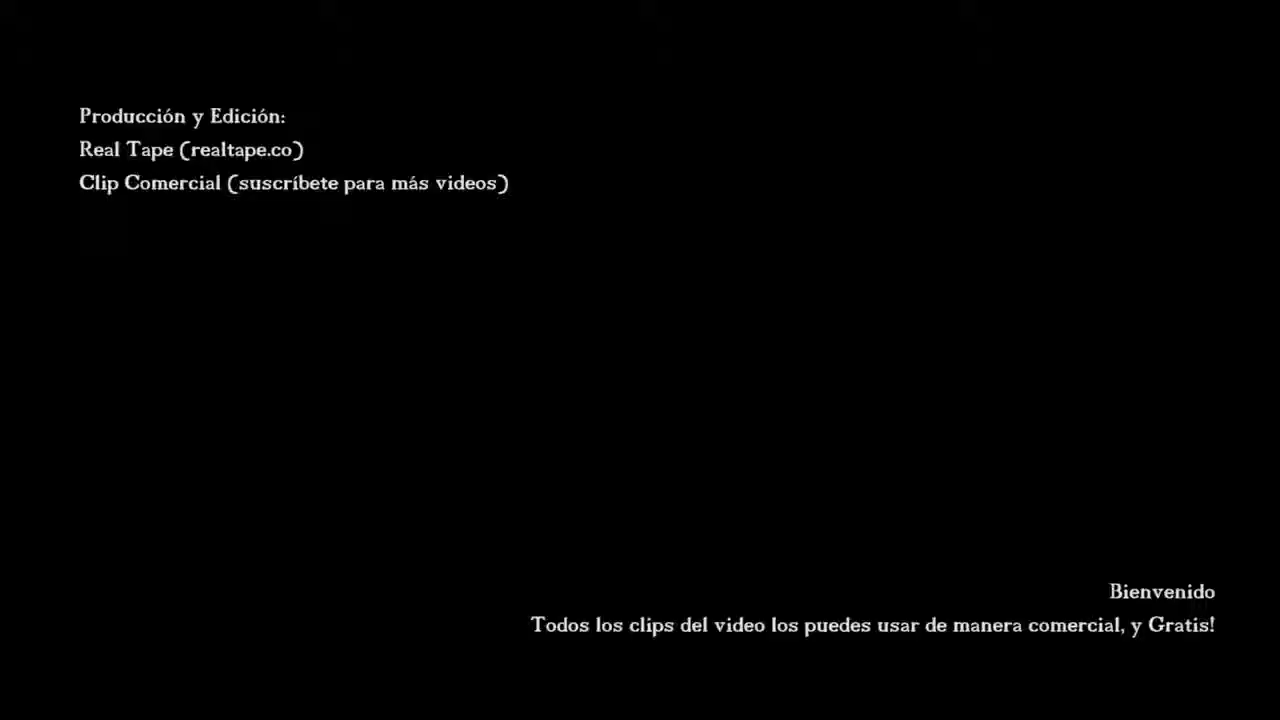 Producción y Edición:
Real Tape (realtape.co)
Clip Comercial (suscríbete para más videos)
Bienvenido
Todos los clips del video los puedes usar de manera comercial, y Gratis!